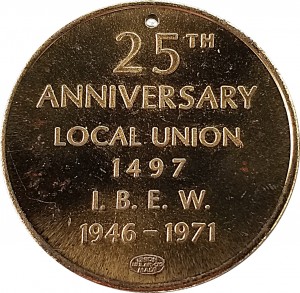 25TH
ANNIVERSARY
LOCAL UNION
1497
I. B. E. W.
1946 - 1971